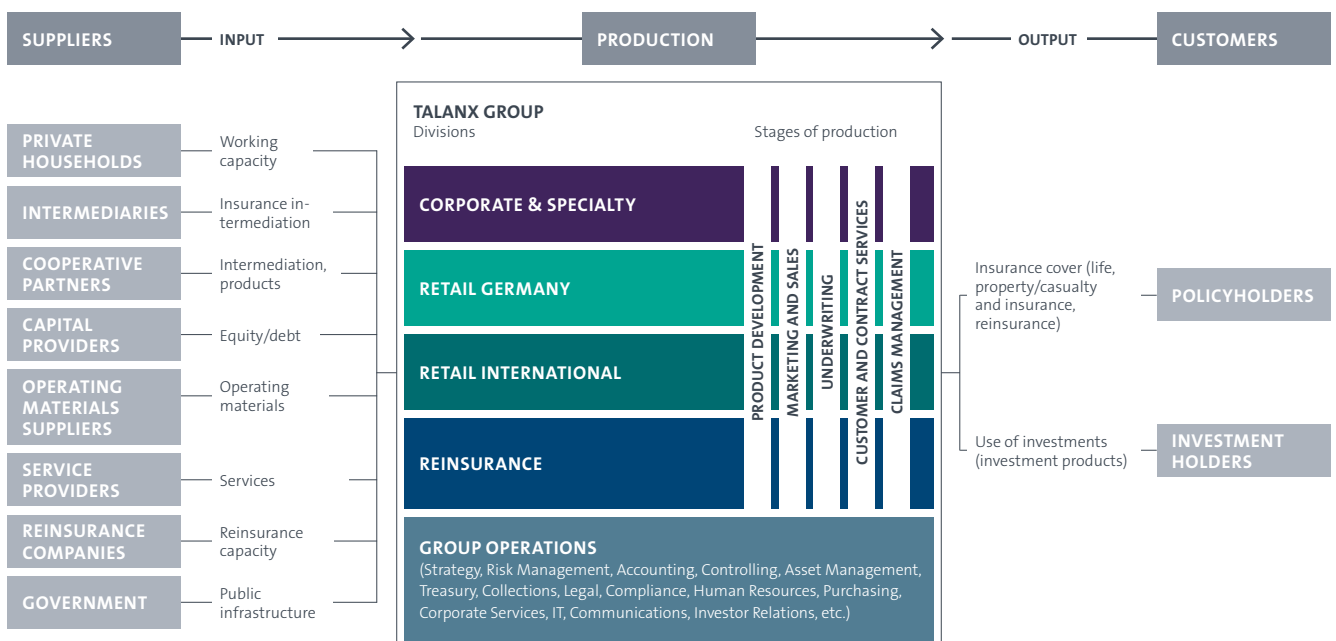 SUPPLIERS
INPUT
PRODUCTION
OUTPUT
CUSTOMERS
PRIVATE
HOUSEHOLDS
Working
capacity
INTERMEDIARIES
Insurance in-
termediation
COOPERATIVE
PARTNERS
Intermediation,
products
CAPITAL
PROVIDERS
Equity/debt
OPERATING
MATERIALS
SUPPLIERS
Operating
materials
SERVICE
PROVIDERS
Services
REINSURANCE
COMPANIES
Reinsurance
capacity
GOVERNMENT
Public
infrastructure
TALANX GROUP
Divisions
Stages of production
CORPORATE & SPECIALTY
RETAIL GERMANY
RETAIL INTERNATIONAL
REINSURANCE
PRODUCT DEVELOPMENT
MARKETING AND SALES
UNDERWRITING
CUSTOMER AND CONTRACT SERVICES
CLAIMS MANAGEMENT
GROUP OPERATIONS
(Strategy, Risk Management, Accounting, Controlling, Asset Management,
Treasury, Collections, Legal, Compliance, Human Resources, Purchasing,
Corporate Services, IT, Communications, Investor Relations, etc.)
Insurance cover (life,
property/casualty
and insurance,
reinsurance)
POLICYHOLDERS
Use of investments
(investment products)
INVESTMENT
HOLDERS